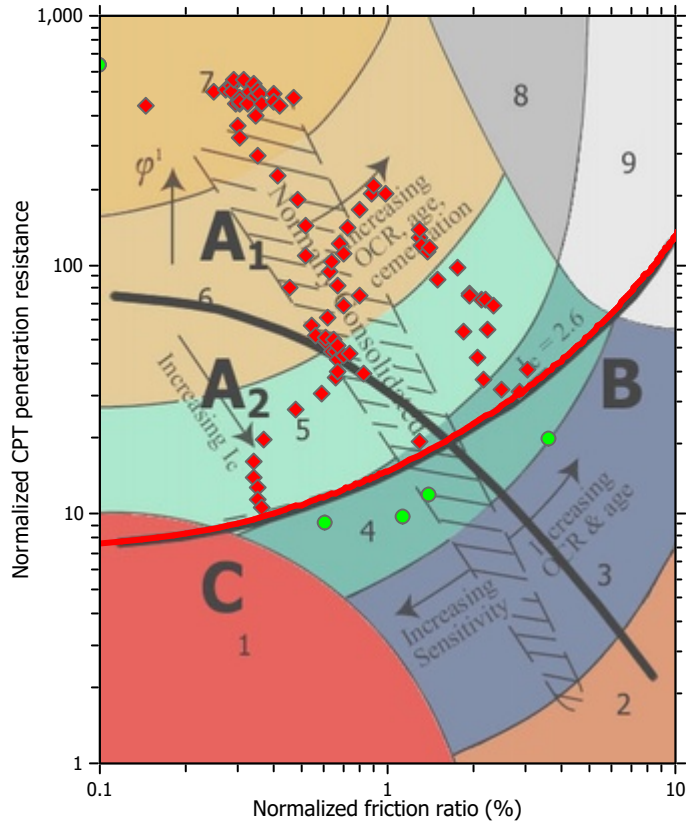 1,000
100
10
1
Normalized CPT penetration resistance
7
8
9
φ'
A1
Increasing
OCR, age,
cementation
Normally Consolidated
6
A2
Increasing Ic
5
Ic = 2.6
B
4
Increasing
OCR & age
3
C
1
Increasing
Sensitivity
2
0.1
1
10
Normalized friction ratio (%)